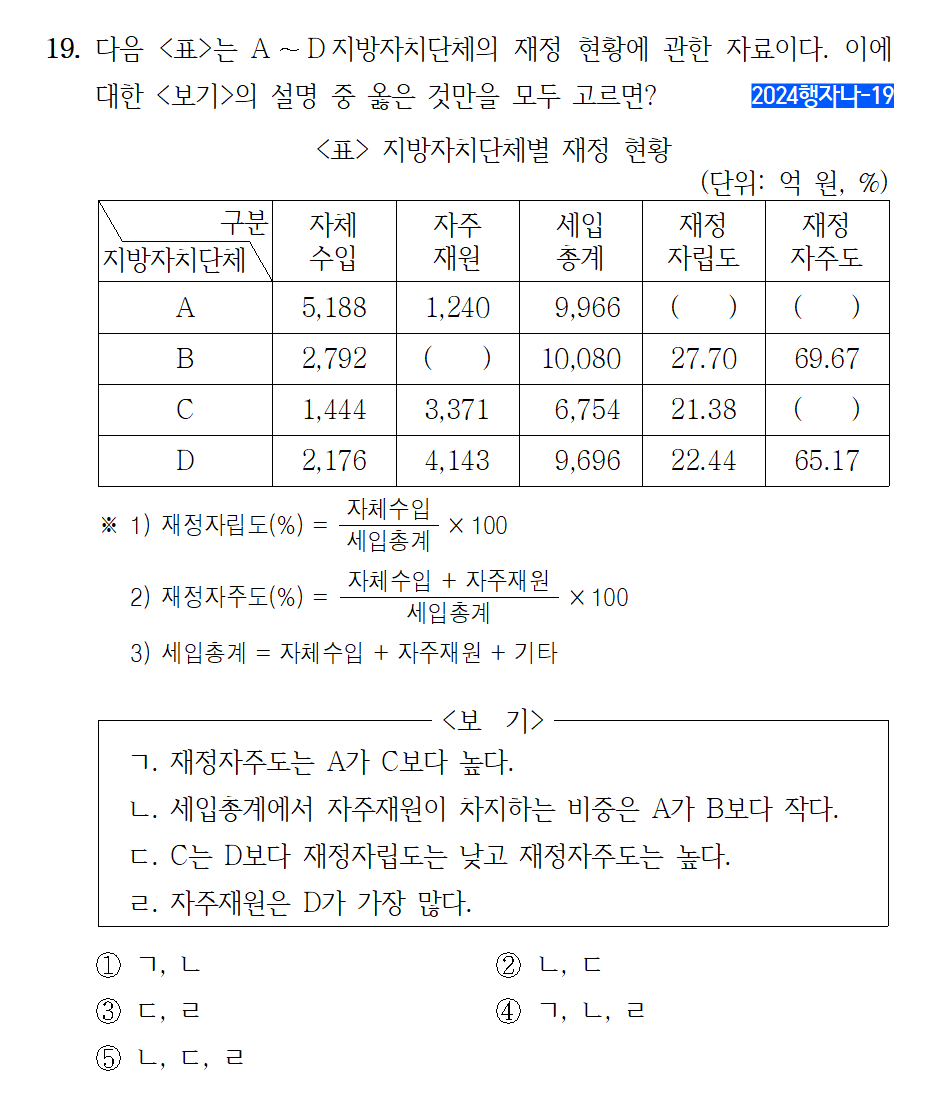 19. 다음 <표>는 A ~ D 지방자치단체의 재정 현황에 관한 자료이다. 이에
대한 <보기>의 설명 중 옳은 것만을 모두 고르면?
2024행자나-19
<표> 지방자치단체별 재정 현황
(단위: 억 원, %)
구분 자체 수입 자주 재원 세입 총계 재정 자립도 재정 자주도
지방자치단체
A 5,188 1,240 9,966 ( ) ( )
B 2,792 ( ) 10,080 27.70 69.67
C 1,444 3,371 6,754 21.38 ( )
D 2,176 4,143 9,696 22.44 65.17
※ 1) 재정자립도(%) = 자체수입 / 세입총계 × 100
2) 재정자주도(%) = 자체수입 + 자주재원 / 세입총계 × 100
3) 세입총계 = 자체수입 + 자주재원 + 기타
<보 기>
ㄱ. 재정자주도는 A가 C보다 높다.
ㄴ. 세입총계에서 자주재원이 차지하는 비중은 A가 B보다 작다.
ㄷ. C는 D보다 재정자립도는 낮고 재정자주도는 높다.
ㄹ. 자주재원은 D가 가장 많다.
① ㄱ, ㄴ
② ㄴ, ㄷ
③ ㄷ, ㄹ
④ ㄱ, ㄴ, ㄹ
⑤ ㄴ, ㄷ, ㄹ